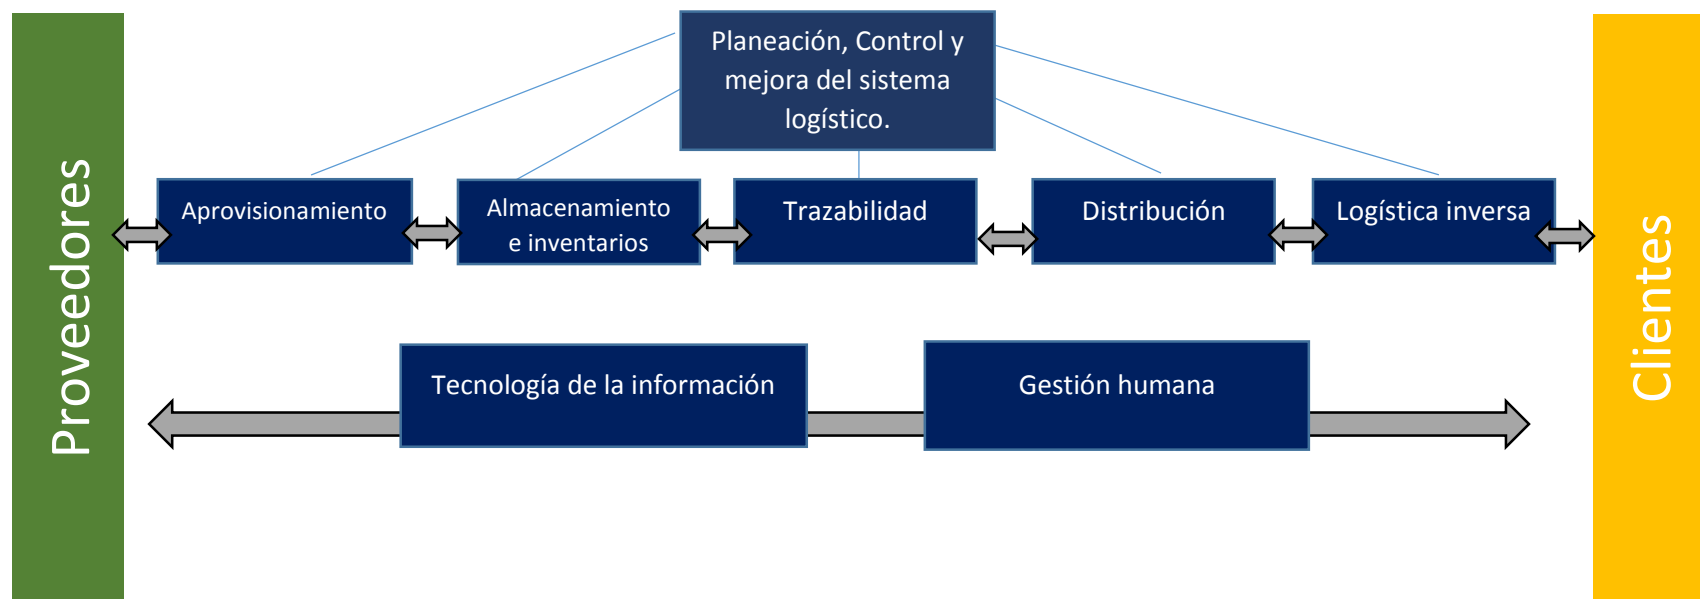 Proveedores
Planeación, Control y
mejora del sistema
logístico.
Aprovisionamiento
Almacenamiento
e inventarios
Trazabilidad
Distribución
Logística inversa
Tecnología de la información
Gestión humana
Clientes